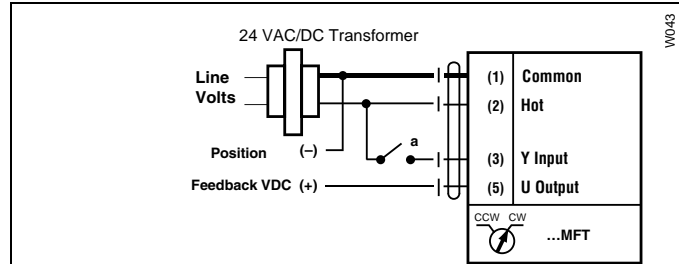 W043
24 VAC/DC Transformer
Line
Volts
(1) Common
(2) Hot
Position (–)
a
(3) Y Input
Feedback VDC (+)
(5) U Output
CCW CW
...MFT